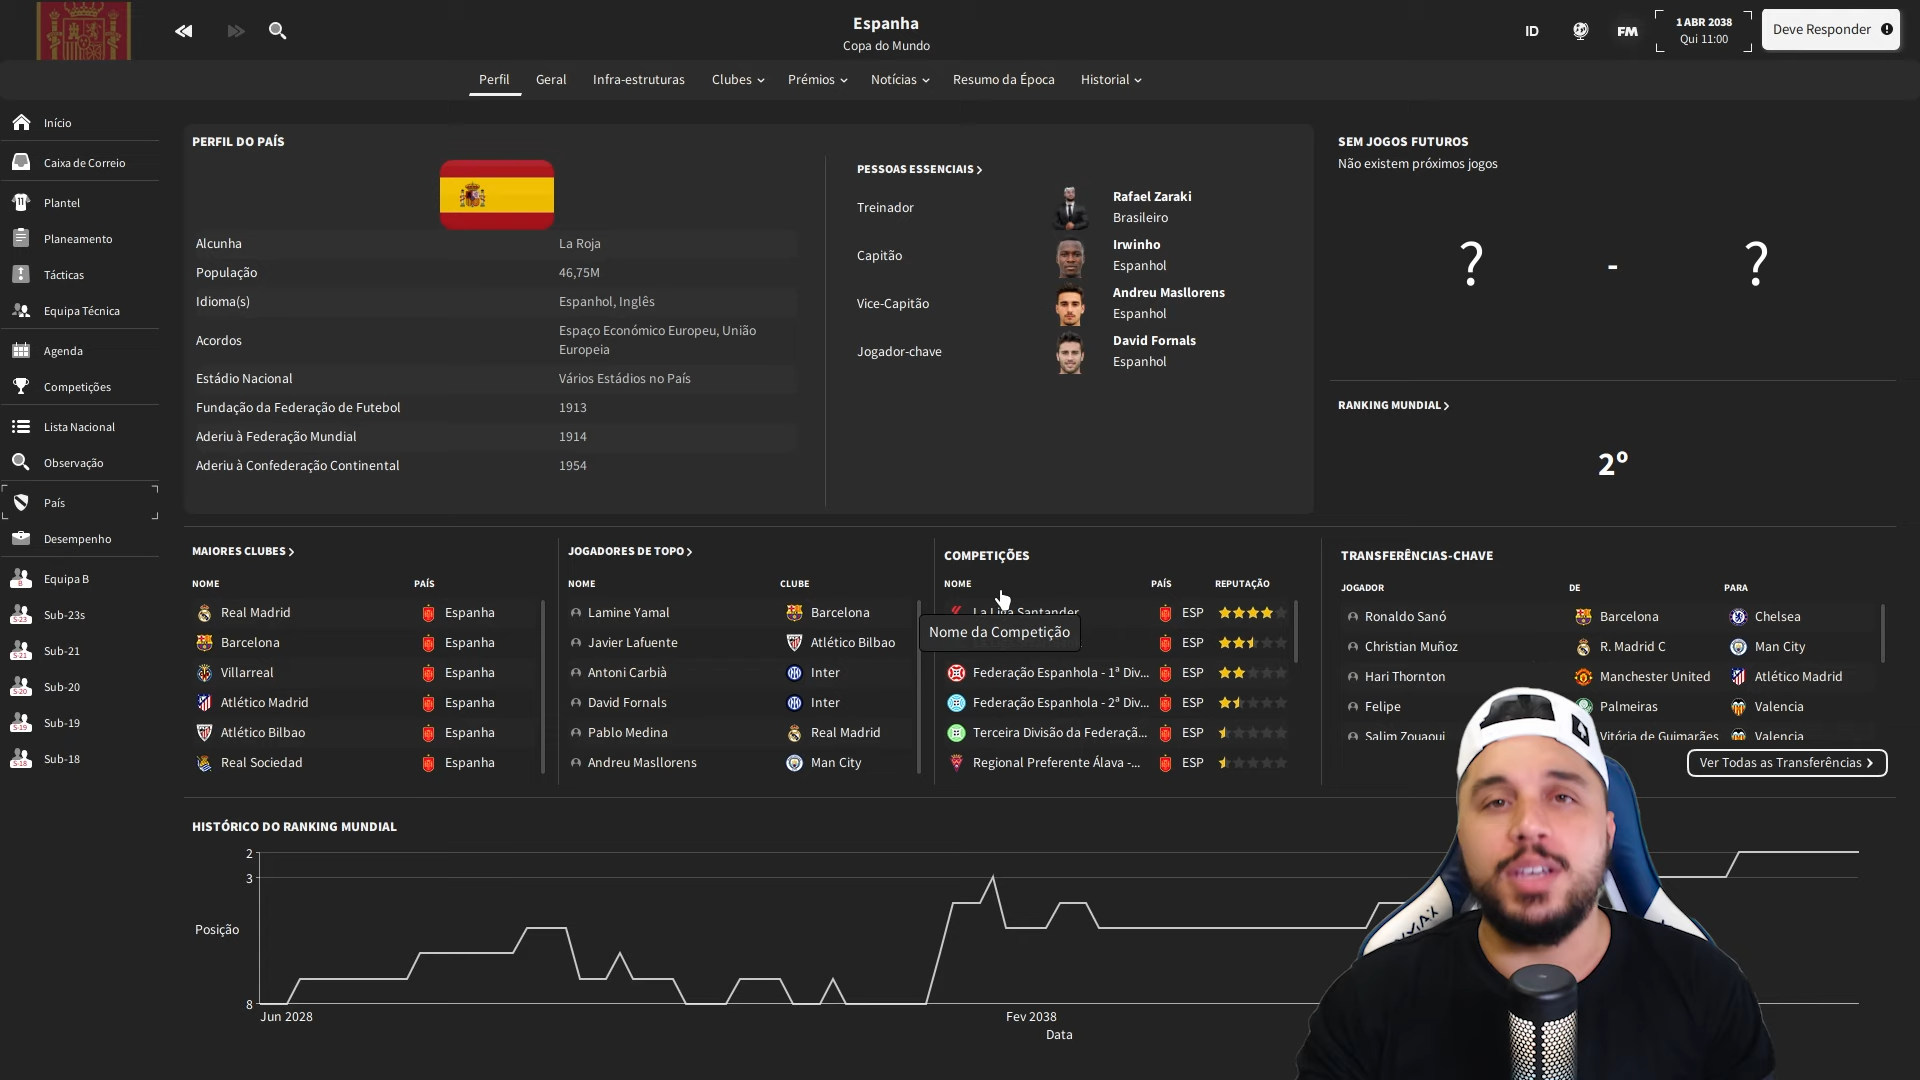 Espanha
Copa do Mundo
ID
FM
1 ABR 2038
Qui 11:00
Deve Responder
Perfil
Geral
Infra-estruturas
Clubes
Prémios
Notícias
Resumo da Época
Historial
Início
Caixa de Correio
Plantel
Planeamento
Tácticas
Equipa Técnica
Agenda
Competições
Lista Nacional
Observação
País
Desempenho
Equipa B
Sub-23s
Sub-21
Sub-20
Sub-19
Sub-18
PERFIL DO PAÍS
Alcunha La Roja
População 46,75M
Idioma(s) Espanhol, Inglês
Acordos Espaço Económico Europeu, União
Europeia
Estádio Nacional Vários Estádios no País
Fundação da Federação de Futebol 1913
Aderiu à Federação Mundial 1914
Aderiu à Confederação Continental 1954
PESSOAS ESSENCIAIS
Treinador Rafael Zaraki
Brasileiro
Capitão Irwinho
Espanhol
Vice-Capitão Andreu Masllorens
Espanhol
Jogador-chave David Fornals
Espanhol
SEM JOGOS FUTUROS
Não existem próximos jogos
? - ?
RANKING MUNDIAL
2º
MAIORES CLUBES
NOME PAÍS
Real Madrid Espanha
Barcelona Espanha
Villarreal Espanha
Atlético Madrid Espanha
Atlético Bilbao Espanha
Real Sociedad Espanha
JOGADORES DE TOPO
NOME CLUBE
Lamine Yamal Barcelona
Javier Lafuente Atlético Bilbao
Antoni Carbià Inter
David Fornals Inter
Pablo Medina Real Madrid
Andreu Masllorens Man City
COMPETIÇÕES
NOME PAÍS REPUTAÇÃO
La Liga Santander ESP
Nome da Competição
ESP
Federação Espanhola - 1ª Div... ESP
Federação Espanhola - 2ª Div... ESP
Terceira Divisão da Federaçã... ESP
Regional Preferente Álava -... ESP
TRANSFERÊNCIAS-CHAVE
JOGADOR DE PARA
Ronaldo Sanó Barcelona Chelsea
Christian Muñoz R. Madrid C Man City
Hari Thornton Manchester United Atlético Madrid
Felipe Palmeiras Valencia
Salim Zouaoui Vitória de Guimarães Valencia
Ver Todas as Transferências
HISTÓRICO DO RANKING MUNDIAL
2
3
Posição
8
Jun 2028 Fev 2038
Data